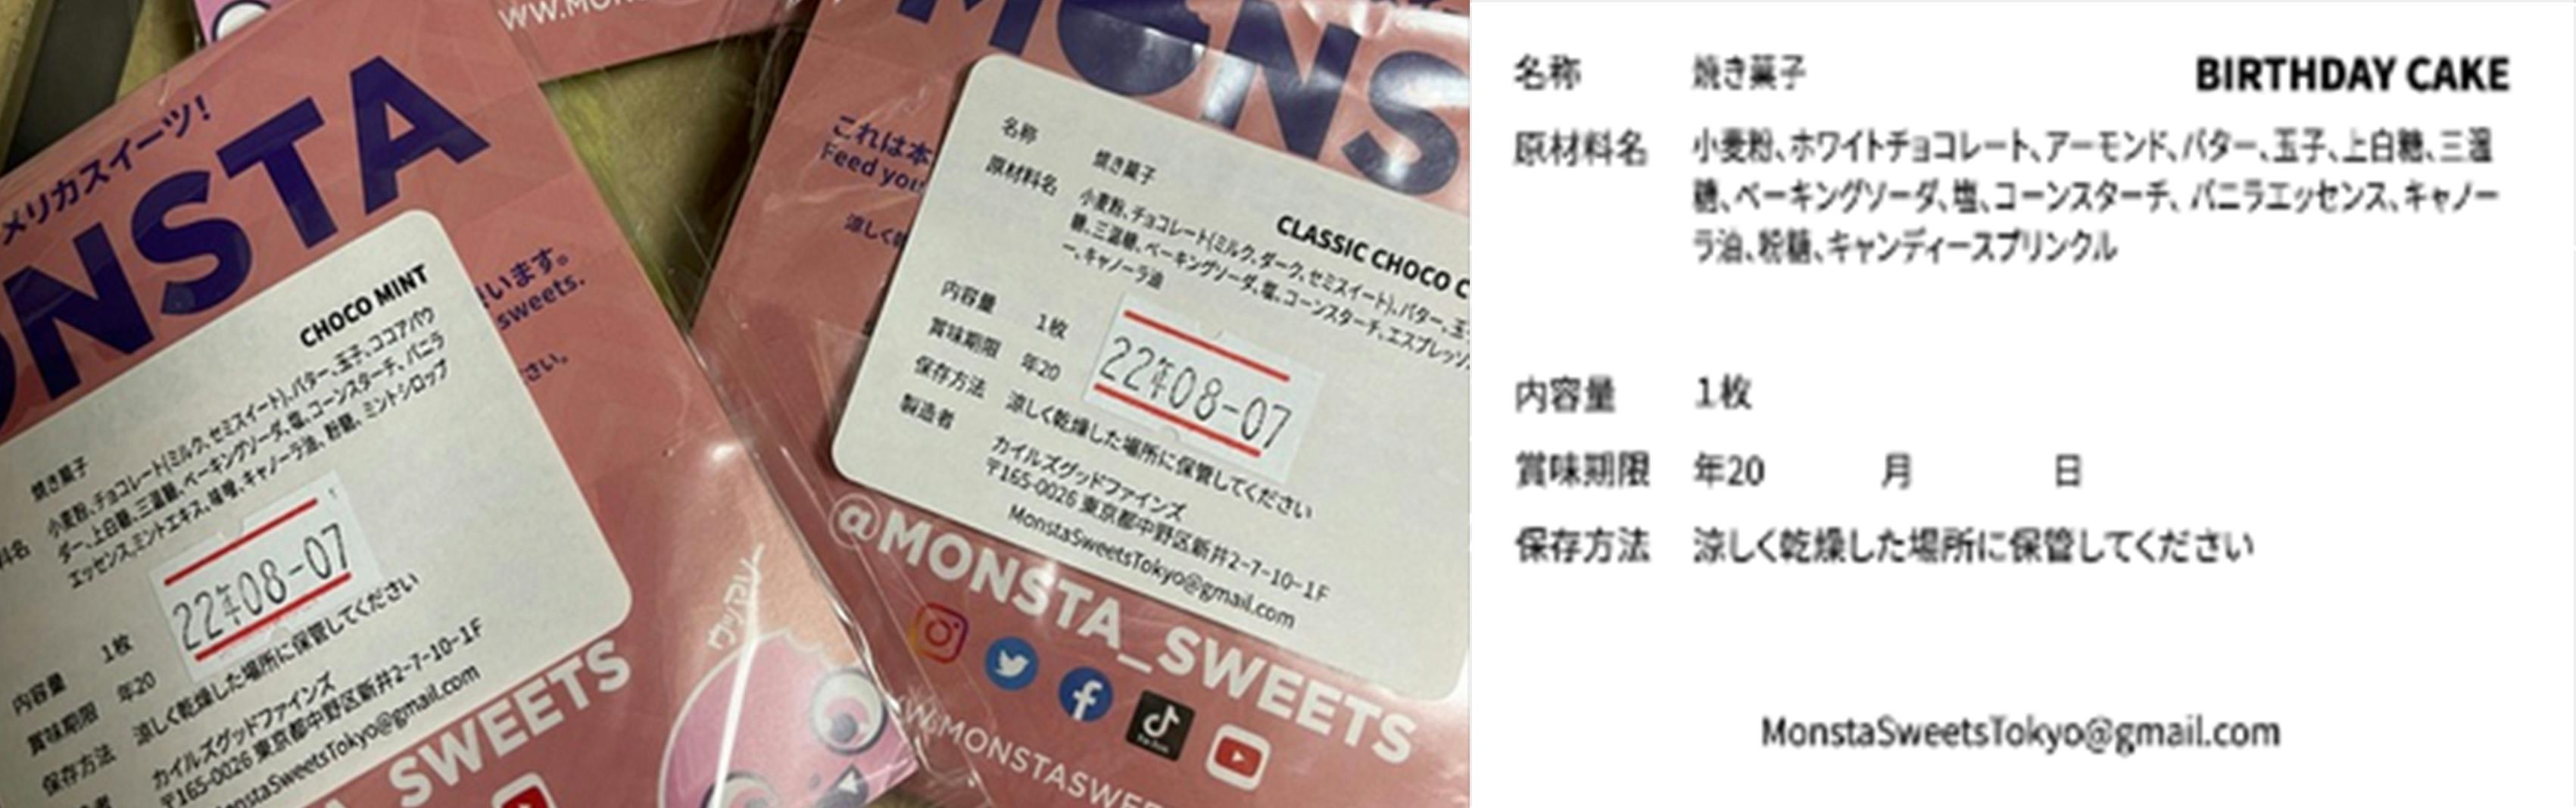 WW.MON
メリカスイーツ！
ONSTA
います。
sweets.
さい。
CHOCO MINT
焼き菓子
料名
小麦粉、チョコレート(ミルク、ダーク、セミスイート)、バター、玉子、ココアパウ
ダー、上白糖、三温糖、ベーキングソーダ、塩、コーンスターチ、バニラ
エッセンス、ミントエキス、味噌、キャノーラ油、粉糖、ミントシロップ
内容量 1枚
賞味期限 年20 22年08-07
保存方法 涼しく乾燥した場所に保管してください
カイルズグッドファインズ
〒165-0026 東京都中野区新井2-7-10-1F
MonstaSweetsTokyo@gmail.com
A_SWEETS
MONS
これは本
Feed you
涼しく
名称 焼き菓子
CLASSIC CHOCO C
原材料名 小麦粉、チョコレート(ミルク、ダーク、セミスイート)、バター、玉
糖、三温糖、ベーキングソーダ、塩、コーンスターチ、エスプレッソ
ー、キャノーラ油
内容量 1枚
賞味期限 年20 22年08-07
保存方法 涼しく乾燥した場所に保管してください
製造者 カイルズグッドファインズ
〒165-0026 東京都中野区新井2-7-10-1F
MonstaSweetsTokyo@gmail.com
@MONSTA_SWEETS
W.MONSTASWEE
名称 焼き菓子 BIRTHDAY CAKE
原材料名 小麦粉、ホワイトチョコレート、アーモンド、バター、玉子、上白糖、三温
糖、ベーキングソーダ、塩、コーンスターチ、バニラエッセンス、キャノー
ラ油、粉糖、キャンディースプリンクル
内容量 1枚
賞味期限 年20 月 日
保存方法 涼しく乾燥した場所に保管してください
MonstaSweetsTokyo@gmail.com